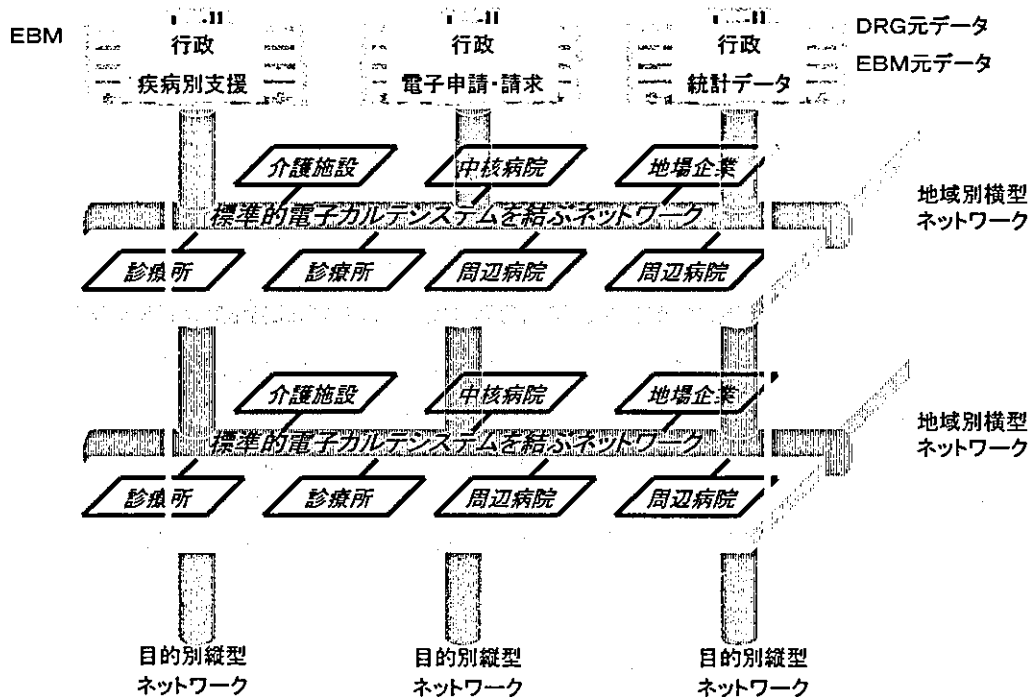 EBM
行政
疾病別支援
行政
電子申請・請求
行政
統計データ
DRG元データ
EBM元データ
介護施設
中核病院
地場企業
標準的電子カルテシステムを結ぶネットワーク
地域別横型
ネットワーク
診療所
診療所
周辺病院
周辺病院
介護施設
中核病院
地場企業
標準的電子カルテシステムを結ぶネットワーク
地域別横型
ネットワーク
診療所
診療所
周辺病院
周辺病院
目的別縦型
ネットワーク
目的別縦型
ネットワーク
目的別縦型
ネットワーク